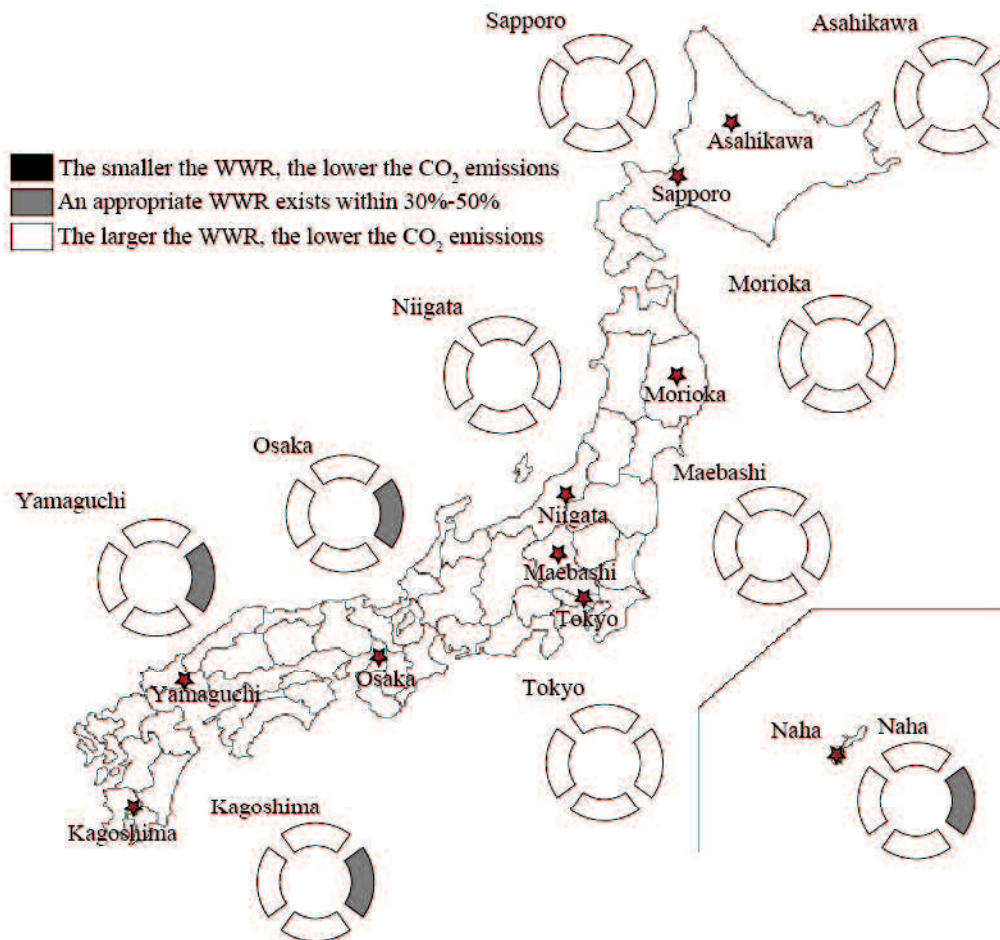 Sapporo
Asahikawa
Asahikawa
Sapporo
The smaller the WWR, the lower the CO₂ emissions
An appropriate WWR exists within 30%-50%
The larger the WWR, the lower the CO₂ emissions
Niigata
Morioka
Morioka
Osaka
Maebashi
Yamaguchi
Niigata
Maebashi
Tokyo
Osaka
Yamaguchi
Tokyo
Naha
Naha
Kagoshima
Kagoshima